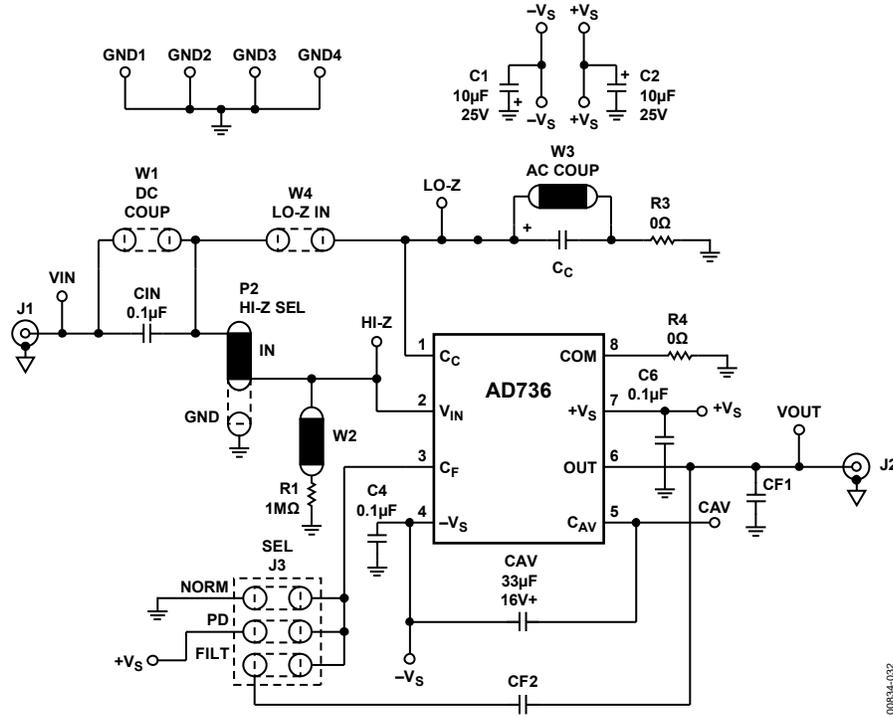 GND1 GND2 GND3 GND4
–VS +VS
C1
10µF
25V
+
+
C2
10µF
25V
–VS +VS
W1
DC
COUP
W4
LO-Z IN
LO-Z
W3
AC COUP
+
CC
R3
0Ω
VIN
J1
CIN
0.1µF
P2
HI-Z SEL
IN
GND
HI-Z
W2
R1
1MΩ
AD736
1 CC
2 VIN
3 CF
4 –VS
COM 8
+VS 7
OUT 6
CAV 5
R4
0Ω
C6
0.1µF
+VS
VOUT
J2
CF1
CAV
C4
0.1µF
CAV
33µF
16V+
SEL
J3
NORM
PD
FILT
+VS
–VS
CF2
00834-032